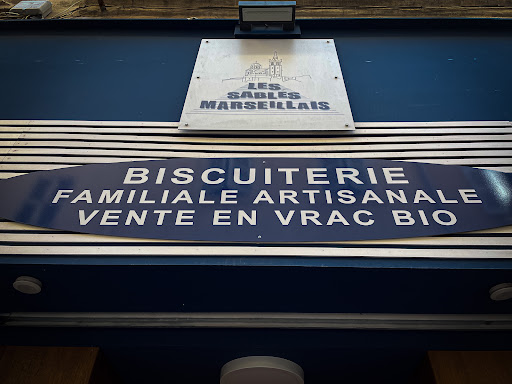 LES
SABLES
MARSEILLAIS
BISCUITERIE
FAMILIALE ARTISANALE
VENTE EN VRAC BIO